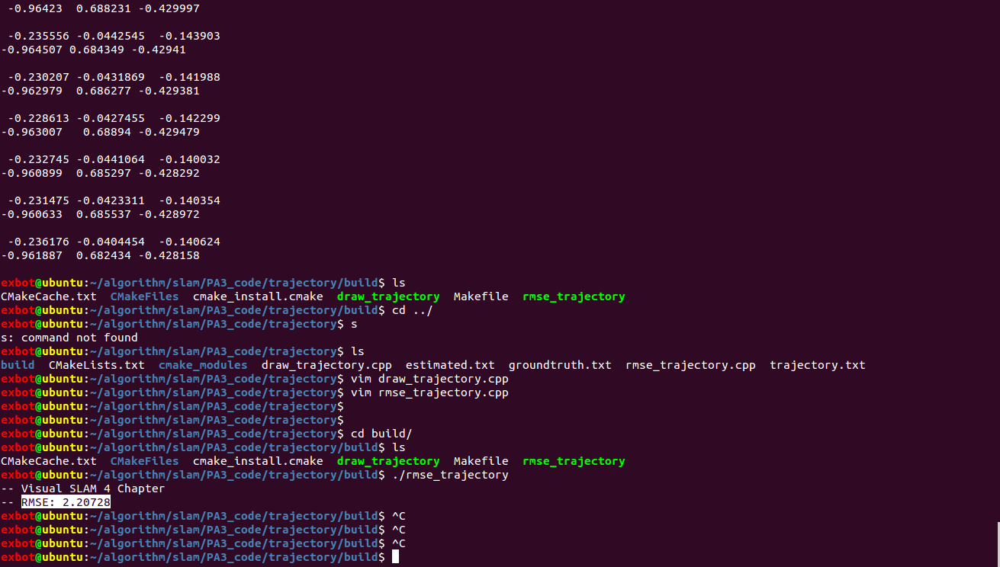 -0.96423  0.688231 -0.429997
-0.235556 -0.0442545  -0.143903
-0.964507 0.684349 -0.42941
-0.230207 -0.0431869  -0.141988
-0.962979  0.686277 -0.429381
-0.228613 -0.0427455  -0.142299
-0.963007   0.68894 -0.429479
-0.232745 -0.0441064  -0.140032
-0.960899  0.685297 -0.428292
-0.231475 -0.0423311  -0.140354
-0.960633  0.685537 -0.428972
-0.236176 -0.0404454  -0.140624
-0.961887  0.682434 -0.428158
exbot@ubuntu:~/algorithm/slam/PA3_code/trajectory/build$ ls
CMakeCache.txt  CMakeFiles  cmake_install.cmake  draw_trajectory  Makefile  rmse_trajectory
exbot@ubuntu:~/algorithm/slam/PA3_code/trajectory/build$ cd ../
exbot@ubuntu:~/algorithm/slam/PA3_code/trajectory$ s
s: command not found
exbot@ubuntu:~/algorithm/slam/PA3_code/trajectory$ ls
build  CMakeLists.txt  cmake_modules  draw_trajectory.cpp  estimated.txt  groundtruth.txt  rmse_trajectory.cpp  trajectory.txt
exbot@ubuntu:~/algorithm/slam/PA3_code/trajectory$ vim draw_trajectory.cpp
exbot@ubuntu:~/algorithm/slam/PA3_code/trajectory$ vim rmse_trajectory.cpp
exbot@ubuntu:~/algorithm/slam/PA3_code/trajectory$
exbot@ubuntu:~/algorithm/slam/PA3_code/trajectory$
exbot@ubuntu:~/algorithm/slam/PA3_code/trajectory$ cd build/
exbot@ubuntu:~/algorithm/slam/PA3_code/trajectory/build$ ls
CMakeCache.txt  CMakeFiles  cmake_install.cmake  draw_trajectory  Makefile  rmse_trajectory
exbot@ubuntu:~/algorithm/slam/PA3_code/trajectory/build$ ./rmse_trajectory
-- Visual SLAM 4 Chapter
-- RMSE: 2.20728
exbot@ubuntu:~/algorithm/slam/PA3_code/trajectory/build$ ^C
exbot@ubuntu:~/algorithm/slam/PA3_code/trajectory/build$ ^C
exbot@ubuntu:~/algorithm/slam/PA3_code/trajectory/build$ ^C
exbot@ubuntu:~/algorithm/slam/PA3_code/trajectory/build$